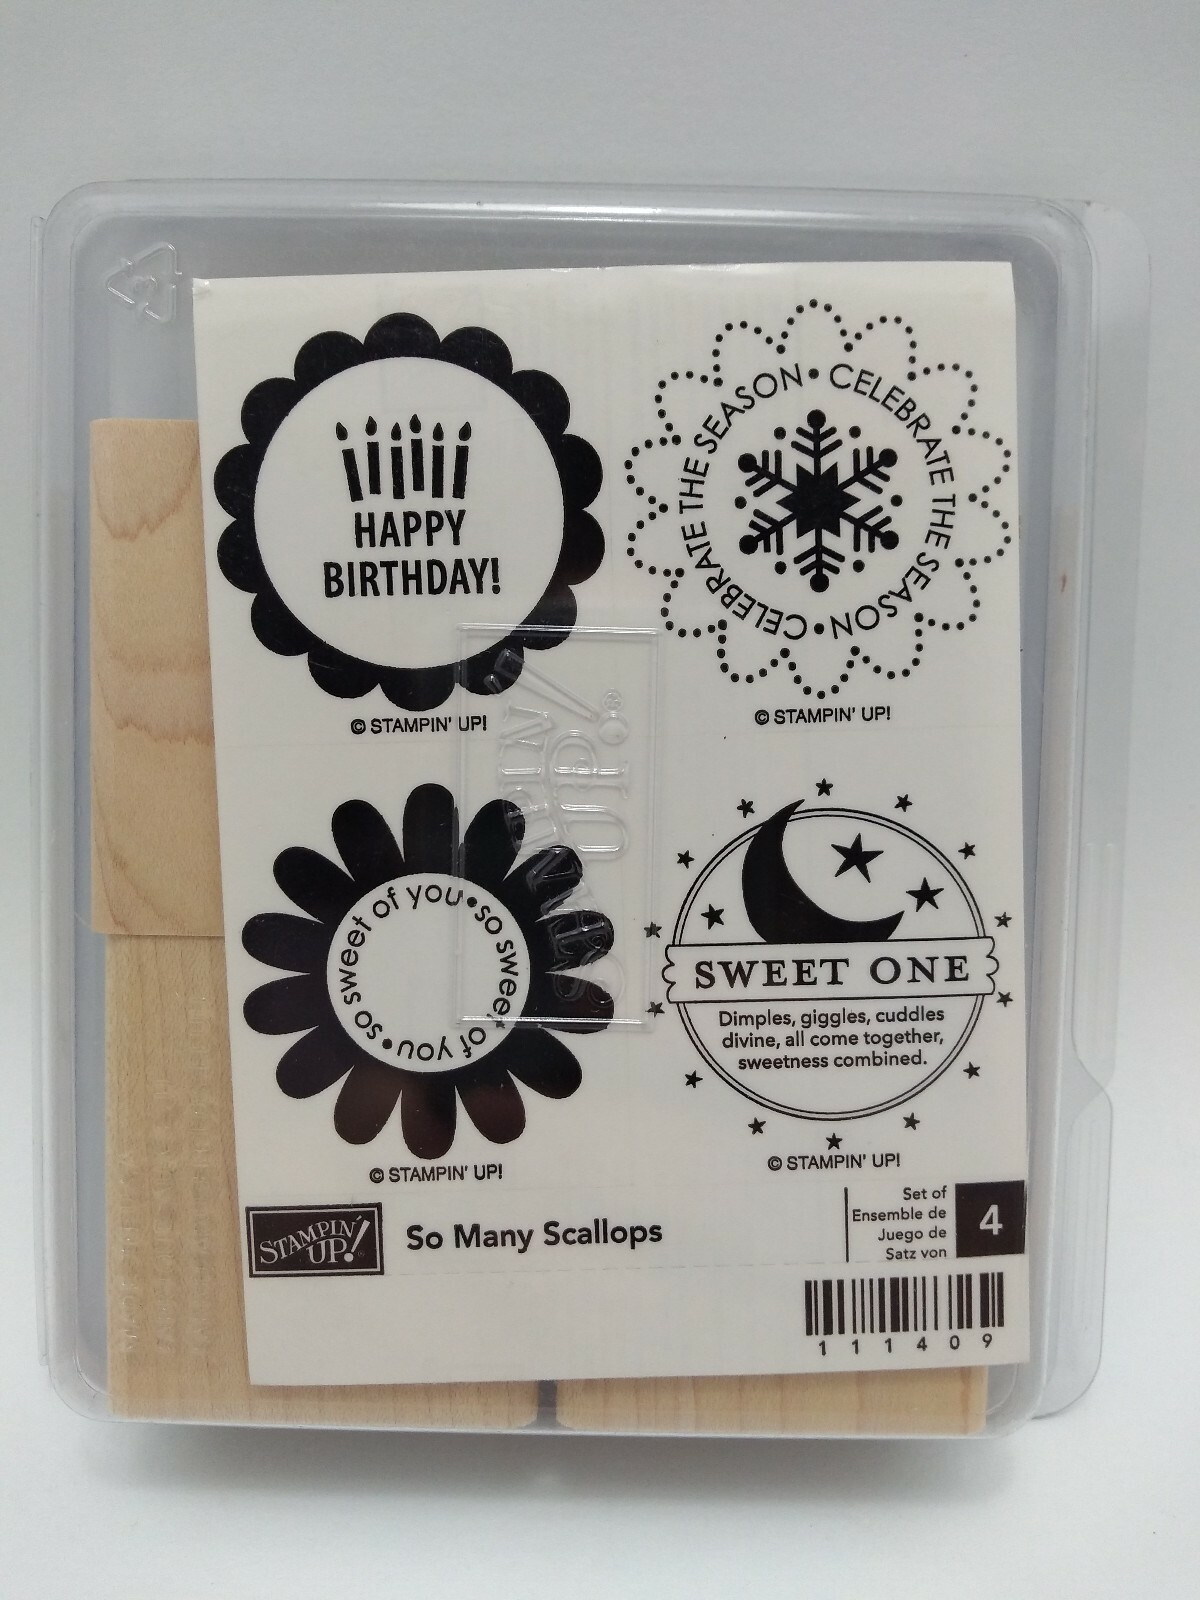 HAPPY
BIRTHDAY!
© STAMPIN' UP!
CELEBRATE THE SEASON • CELEBRATE THE SEASON •
© STAMPIN' UP!
so sweet of you • so sweet of you •
© STAMPIN' UP!
SWEET ONE
Dimples, giggles, cuddles
divine, all come together,
sweetness combined.
© STAMPIN' UP!
STAMPIN' UP!®
STAMPIN'
UP!
So Many Scallops
Set of
Ensemble de
Juego de
Satz von
4
111409